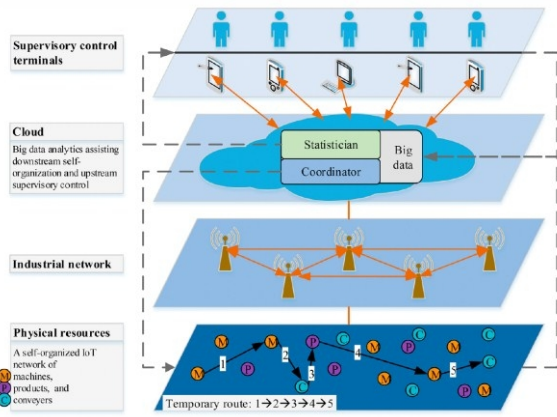 Supervisory control
terminals
Cloud
Big data analytics assisting
downstream self-
organization and upstream
supervisory control
Statistician
Coordinator
Big
data
Industrial network
Physical resources
A self-organized IoT
network of
M machines,
P products, and
C conveyers
M
M
P
C
M
P
C
M
C
1
2
3
4
5
M
C
P
P
C
M
C
M
Temporary route: 1→2→3→4→5